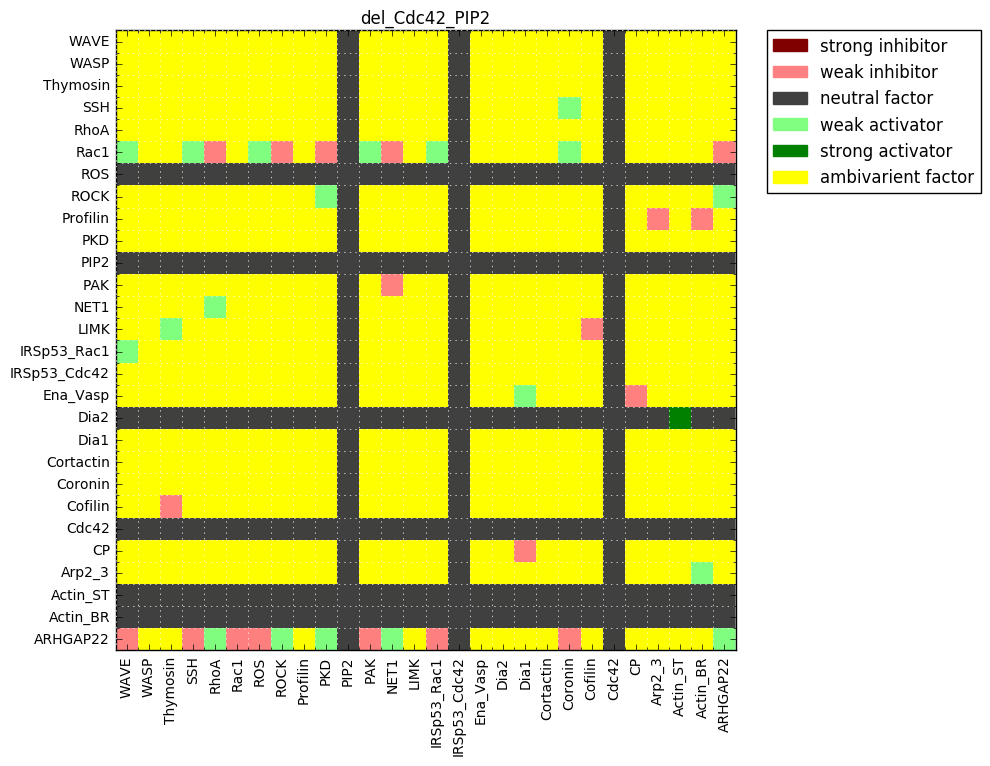 del_Cdc42_PIP2
WAVE
WASP
Thymosin
SSH
RhoA
Rac1
ROS
ROCK
Profilin
PKD
PIP2
PAK
NET1
LIMK
IRSp53_Rac1
IRSp53_Cdc42
Ena_Vasp
Dia2
Dia1
Cortactin
Coronin
Cofilin
Cdc42
CP
Arp2_3
Actin_ST
Actin_BR
ARHGAP22
WAVE
WASP
Thymosin
SSH
RhoA
Rac1
ROS
ROCK
Profilin
PKD
PIP2
PAK
NET1
LIMK
IRSp53_Rac1
IRSp53_Cdc42
Ena_Vasp
Dia2
Dia1
Cortactin
Coronin
Cofilin
Cdc42
CP
Arp2_3
Actin_ST
Actin_BR
ARHGAP22
strong inhibitor
weak inhibitor
neutral factor
weak activator
strong activator
ambivarient factor